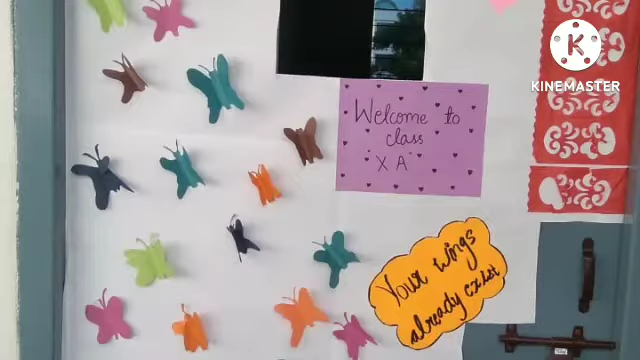 KINEMASTER
Welcome to
class
"X A"
Your wings
already exist